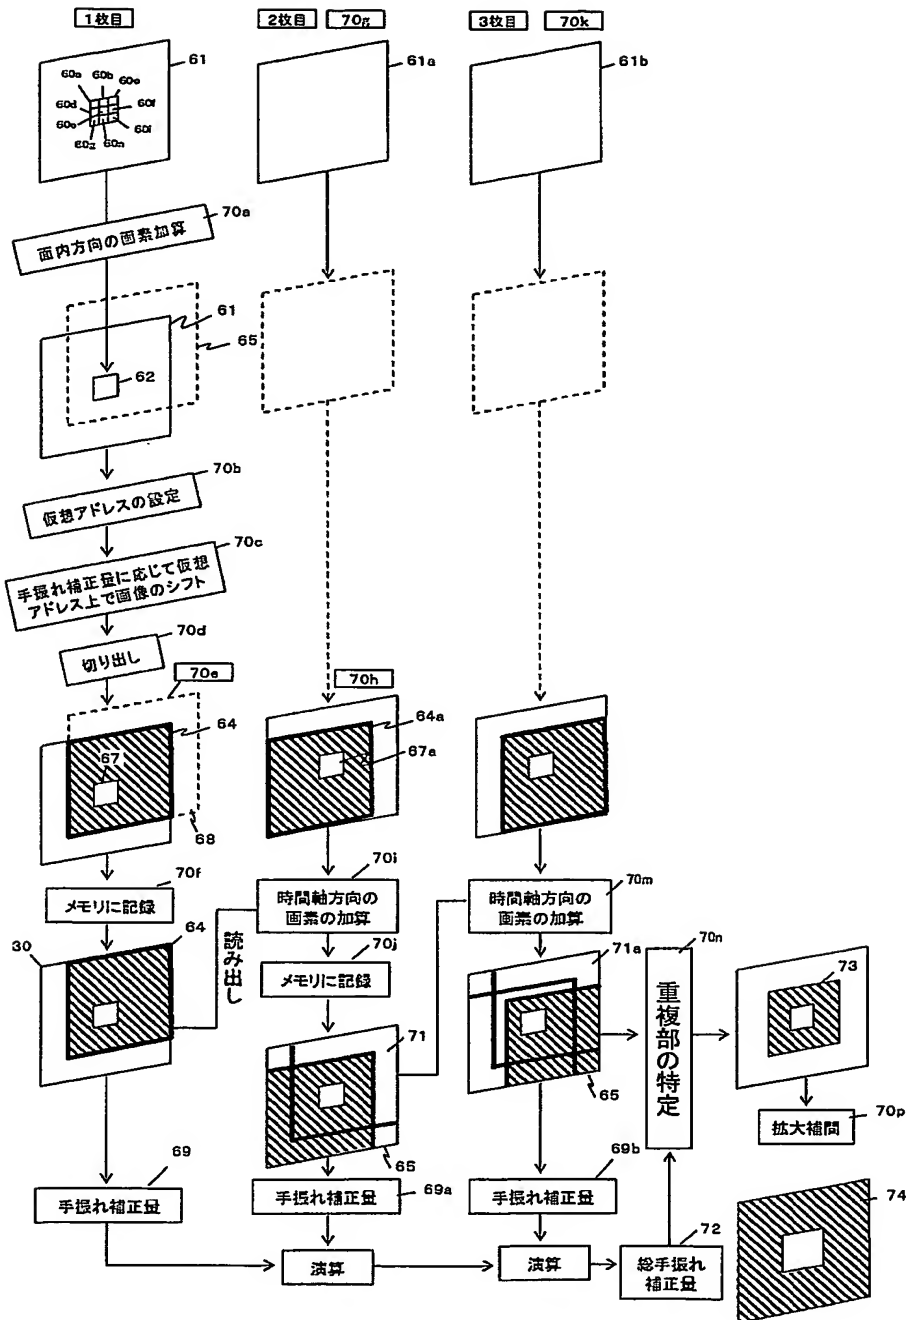 1枚目
2枚目 70g
3枚目 70k
61
61a
61b
60a 60b 60c
60d 60f
60e 60i
60g 60h
70a
面内方向の画素加算
61
65
62
70b
仮想アドレスの設定
70c
手振れ補正量に応じて仮想
アドレス上で画像のシフト
70d
切り出し
70e
70h
64
64a
67
67a
68
70f
メモリに記録
70i
時間軸方向の
画素の加算
70m
時間軸方向の
画素の加算
30
64
読み出し
70j
メモリに記録
71
65
71a
65
70n
重複部の特定
73
70p
拡大補間
69
手振れ補正量
69a
手振れ補正量
69b
手振れ補正量
演算
演算
72
総手振れ
補正量
74